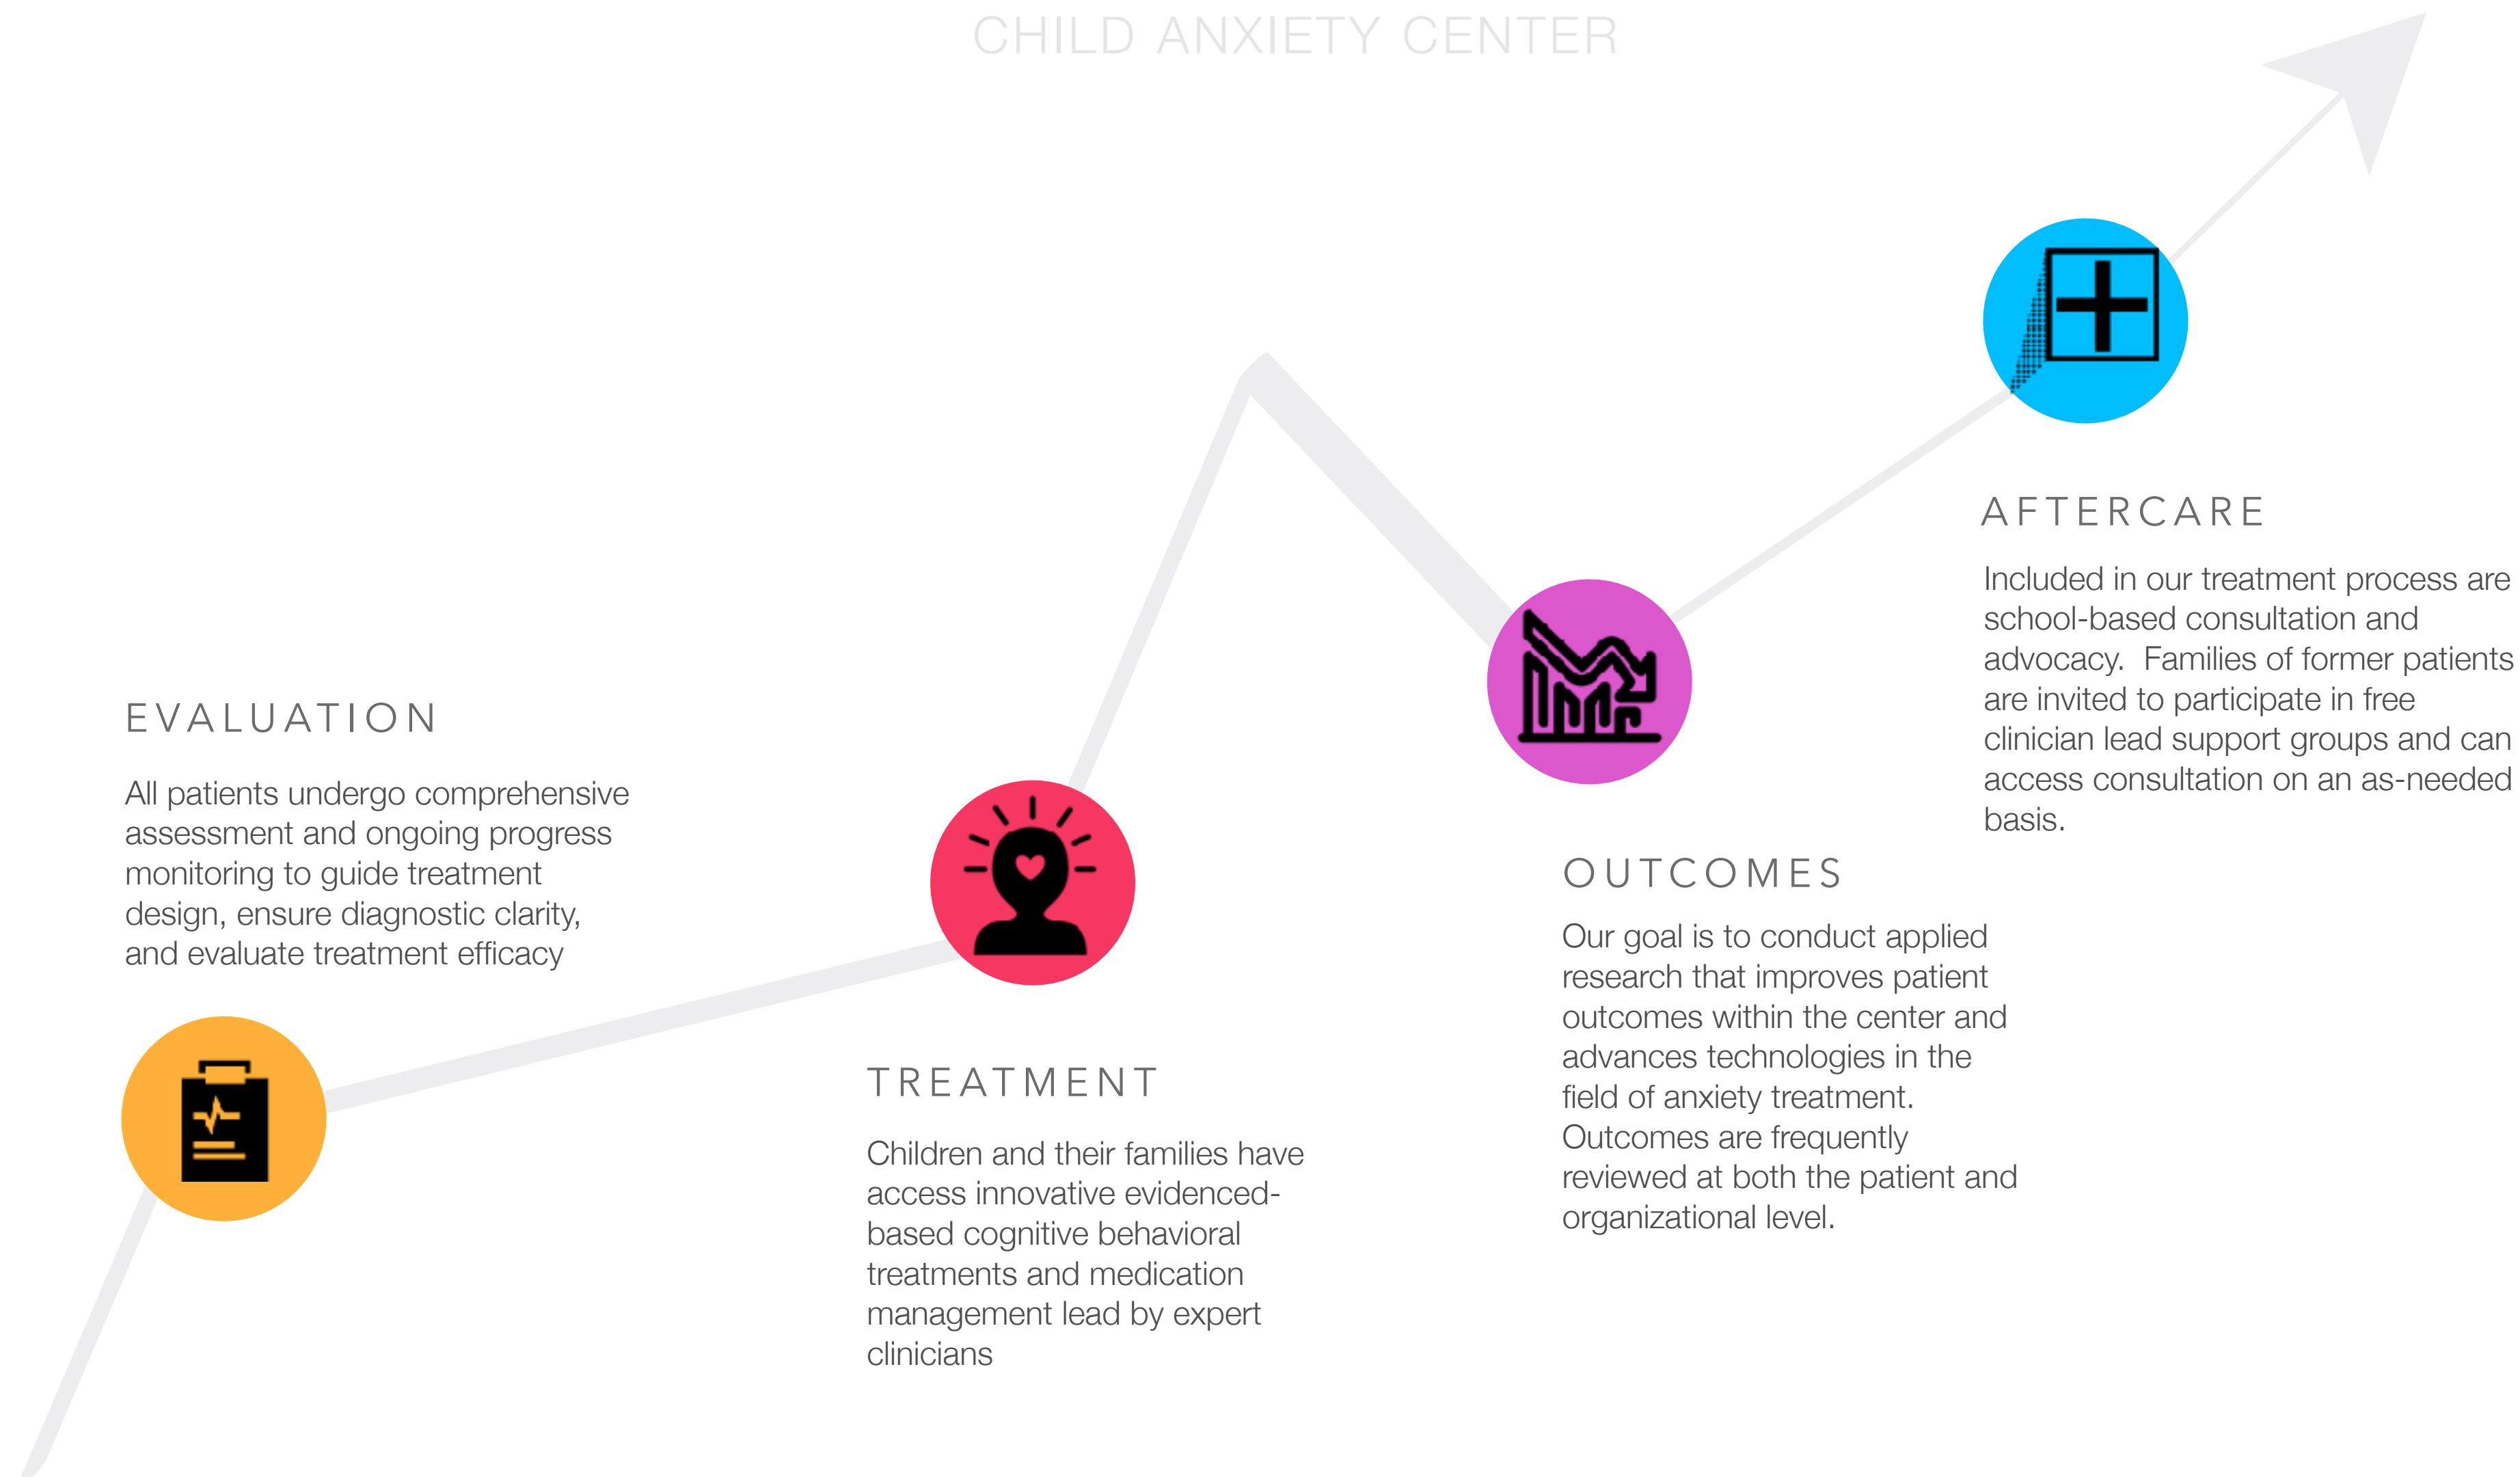 CHILD ANXIETY CENTER
EVALUATION
All patients undergo comprehensive
assessment and ongoing progress
monitoring to guide treatment
design, ensure diagnostic clarity,
and evaluate treatment efficacy
TREATMENT
Children and their families have
access innovative evidenced-
based cognitive behavioral
treatments and medication
management lead by expert
clinicians
OUTCOMES
Our goal is to conduct applied
research that improves patient
outcomes within the center and
advances technologies in the
field of anxiety treatment.
Outcomes are frequently
reviewed at both the patient and
organizational level.
AFTERCARE
Included in our treatment process are
school-based consultation and
advocacy.  Families of former patients
are invited to participate in free
clinician lead support groups and can
access consultation on an as-needed
basis.